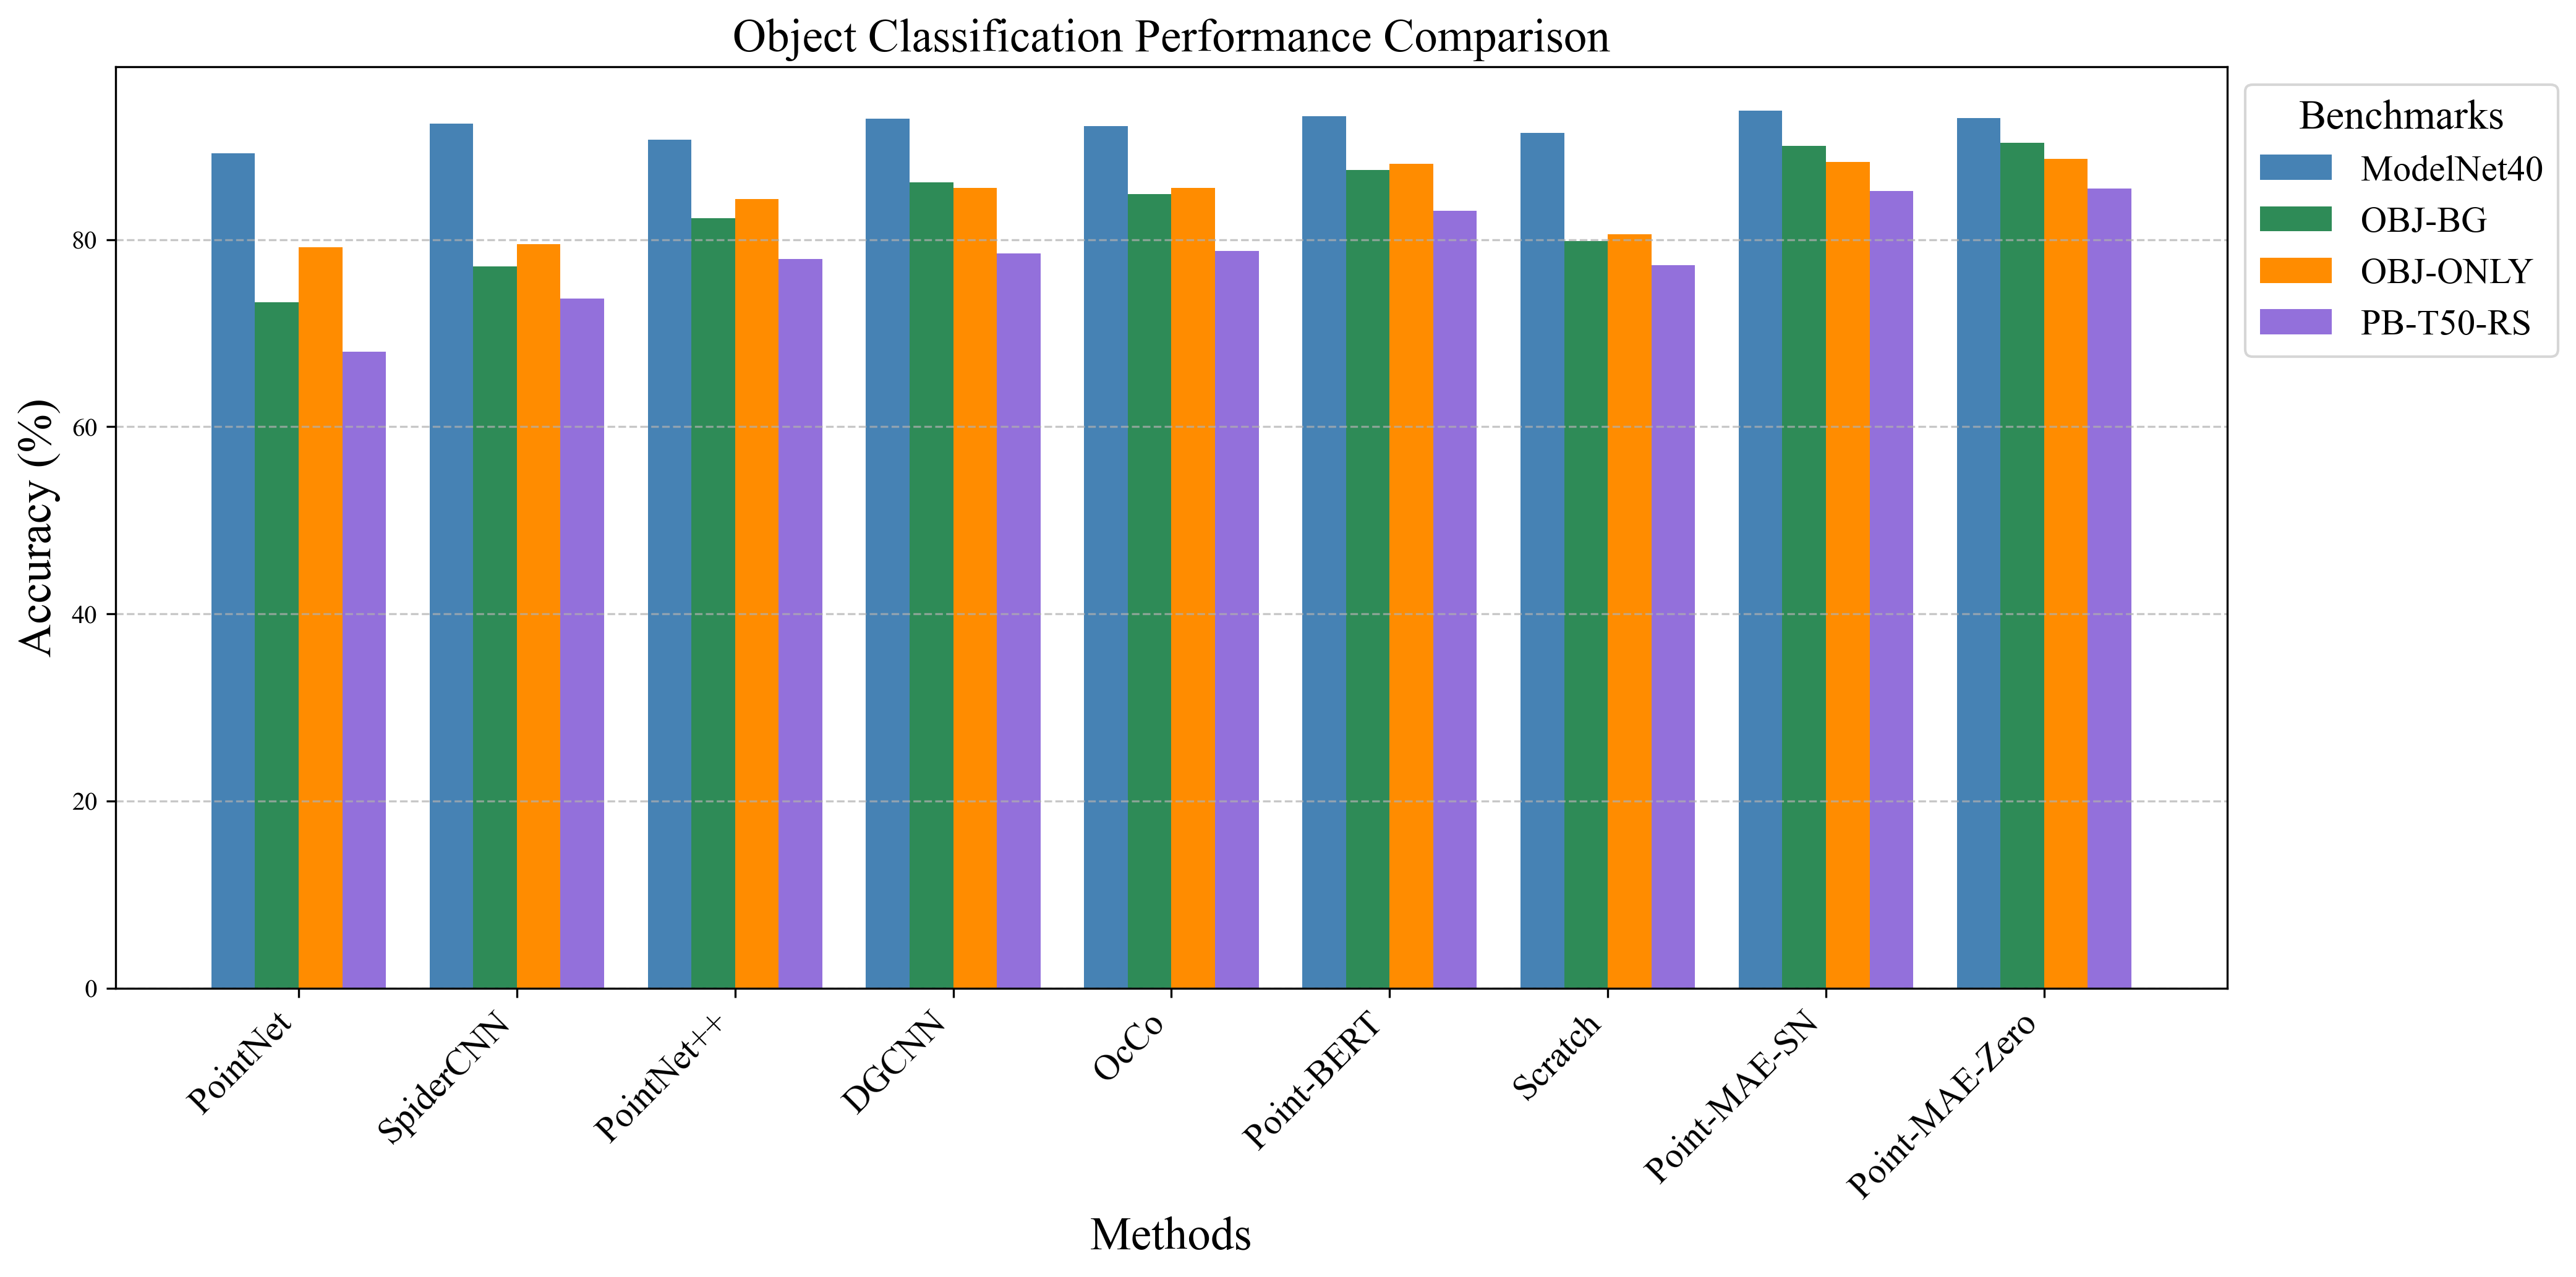 Object Classification Performance Comparison
Benchmarks
ModelNet40
OBJ-BG
OBJ-ONLY
PB-T50-RS
Accuracy (%)
80
60
40
20
0
PointNet
SpiderCNN
PointNet++
DGCNN
OcCo
Point-BERT
Scratch
Point-MAE-SN
Point-MAE-Zero
Methods